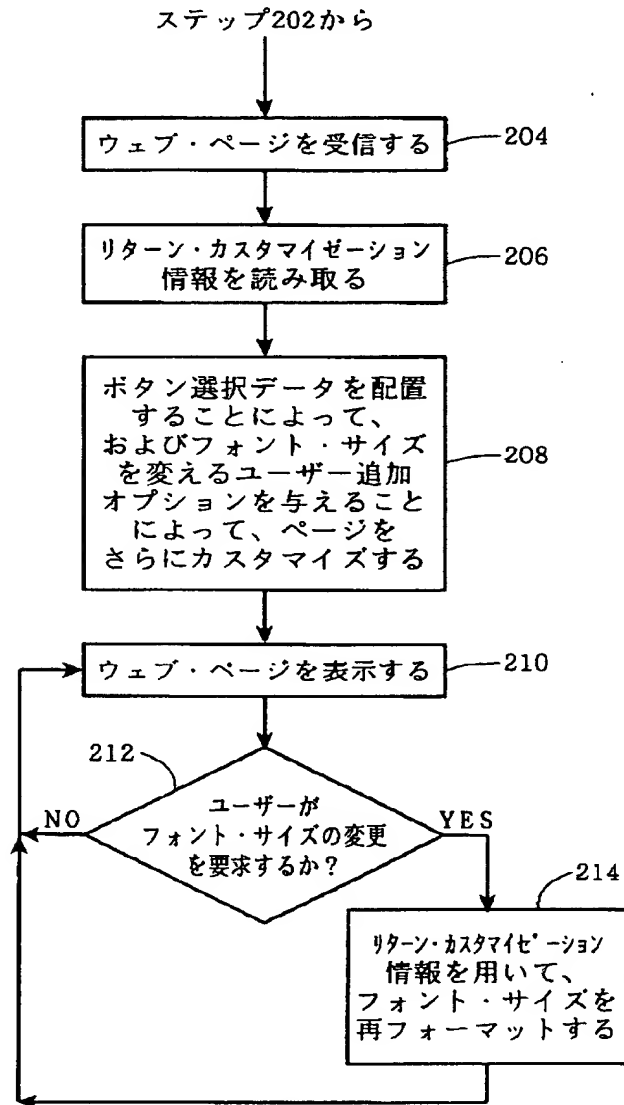 ステップ202から
ウェブ・ページを受信する
204
リターン・カスタマイゼーション
情報を読み取る
206
ボタン選択データを配置
することによって、
およびフォント・サイズ
を変えるユーザー追加
オプションを与えること
によって、ページを
さらにカスタマイズする
208
ウェブ・ページを表示する
210
212
ユーザーが
フォント・サイズの変更
を要求するか?
NO
YES
214
リターン・カスタマイゼーション
情報を用いて、
フォント・サイズを
再フォーマットする